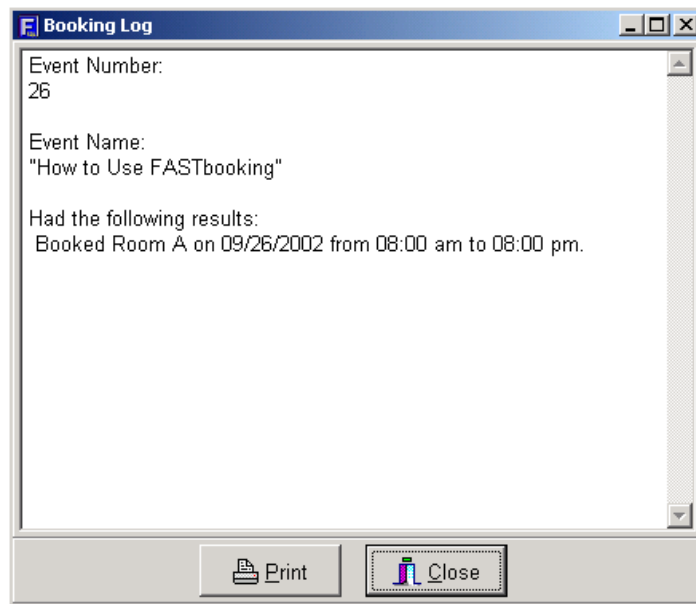 Booking Log
Event Number:
26
Event Name:
"How to Use FASTbooking"
Had the following results:
Booked Room A on 09/26/2002 from 08:00 am to 08:00 pm.
Print
Close